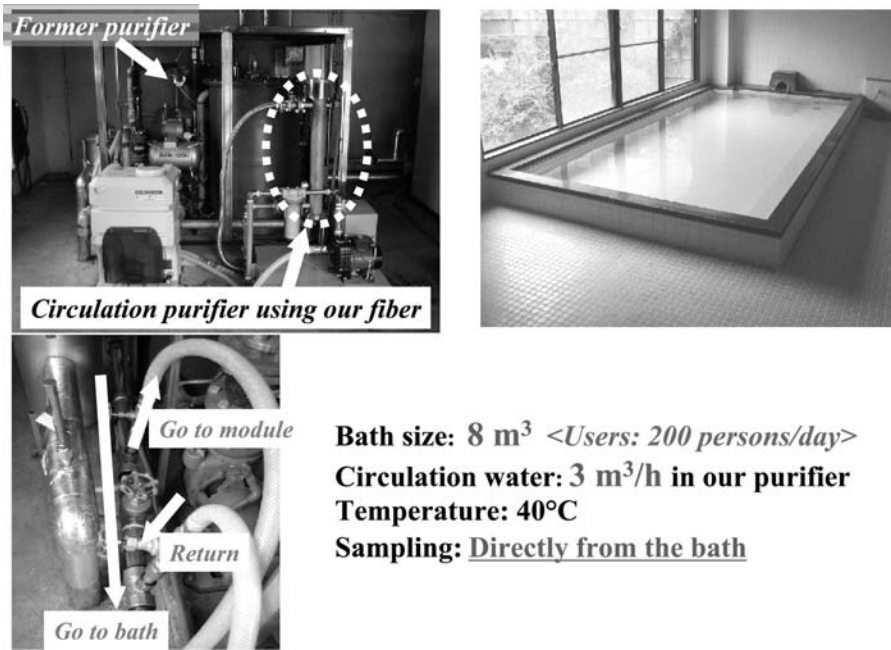 Former purifier
Circulation purifier using our fiber
Go to module
Return
Go to bath
Bath size: 8 m³ <Users: 200 persons/day>
Circulation water: 3 m³/h in our purifier
Temperature: 40°C
Sampling: Directly from the bath